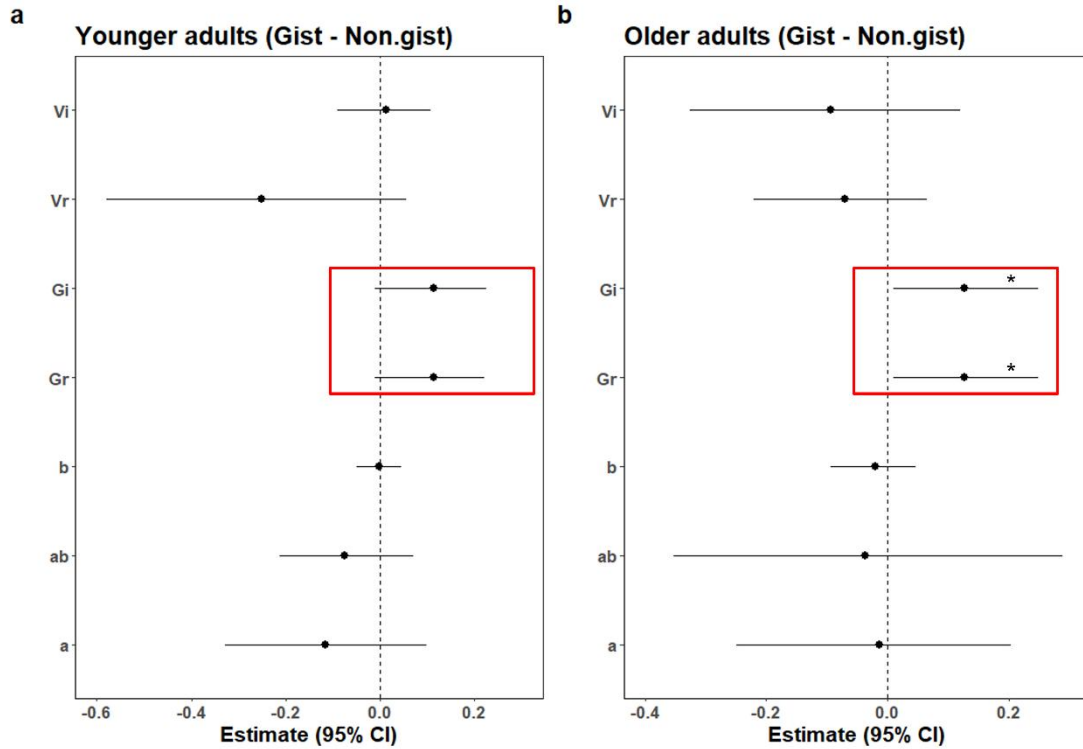 a
Younger adults (Gist - Non.gist)
Vi
Vr
Gi
Gr
b
ab
a
-0.6
-0.4
-0.2
0.0
0.2
Estimate (95% CI)
b
Older adults (Gist - Non.gist)
Vi
Vr
Gi
*
Gr
*
b
ab
a
-0.4
-0.2
0.0
0.2
Estimate (95% CI)